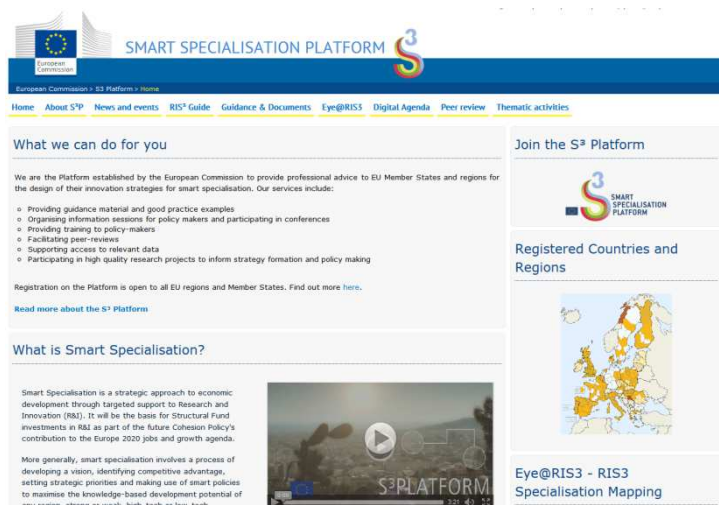 European
Commission
SMART SPECIALISATION PLATFORM
European Commission > S3 Platform > Home
Home About S³P News and events RIS³ Guide Guidance & Documents Eye@RIS3 Digital Agenda Peer review Thematic activities
What we can do for you
We are the Platform established by the European Commission to provide professional advice to EU Member States and regions for
the design of their innovation strategies for smart specialisation. Our services include:
Providing guidance material and good practice examples
Organising information sessions for policy makers and participating in conferences
Providing training to policy-makers
Facilitating peer-reviews
Supporting access to relevant data
Participating in high quality research projects to inform strategy formation and policy making
Registration on the Platform is open to all EU regions and Member States. Find out more here.
Read more about the S³ Platform
What is Smart Specialisation?
Smart Specialisation is a strategic approach to economic
development through targeted support to Research and
Innovation (R&I). It will be the basis for Structural Fund
investments in R&I as part of the future Cohesion Policy's
contribution to the Europe 2020 jobs and growth agenda.
More generally, smart specialisation involves a process of
developing a vision, identifying competitive advantage,
setting strategic priorities and making use of smart policies
to maximise the knowledge-based development potential of
any region, strong or weak, high-tech or low-tech.
S³PLATFORM
3:21
Join the S³ Platform
SMART
SPECIALISATION
PLATFORM
Registered Countries and
Regions
Eye@RIS3 - RIS3
Specialisation Mapping